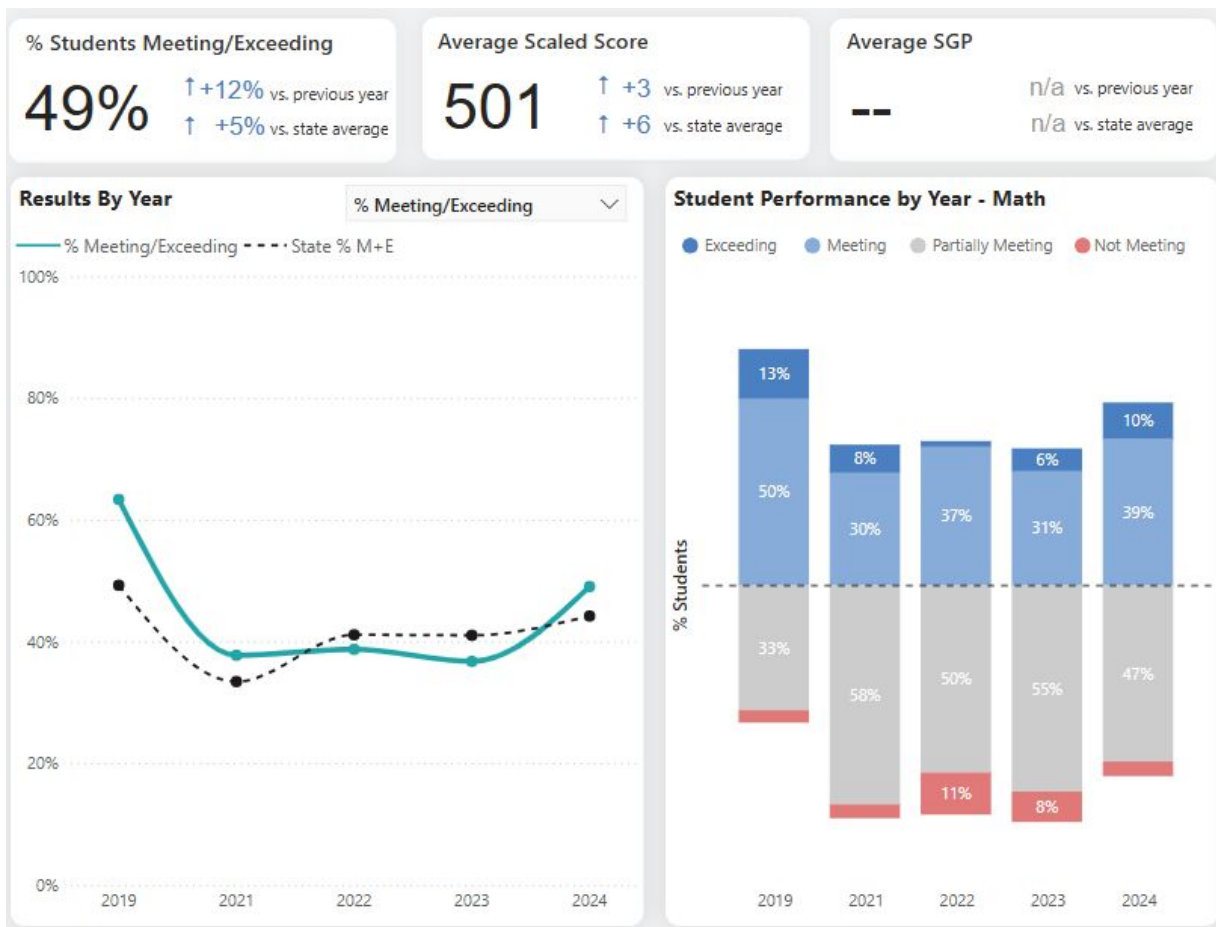 % Students Meeting/Exceeding
49%
↑ +12% vs. previous year
↑ +5% vs. state average
Average Scaled Score
501
↑ +3 vs. previous year
↑ +6 vs. state average
Average SGP
--
n/a vs. previous year
n/a vs. state average
Results By Year
% Meeting/Exceeding
% Meeting/Exceeding
State % M+E
100%
80%
60%
40%
20%
0%
2019 2021 2022 2023 2024
Student Performance by Year - Math
Exceeding Meeting Partially Meeting Not Meeting
% Students
13%
50%
33%
8%
30%
58%
37%
50%
11%
6%
31%
55%
8%
10%
39%
47%
2019 2021 2022 2023 2024